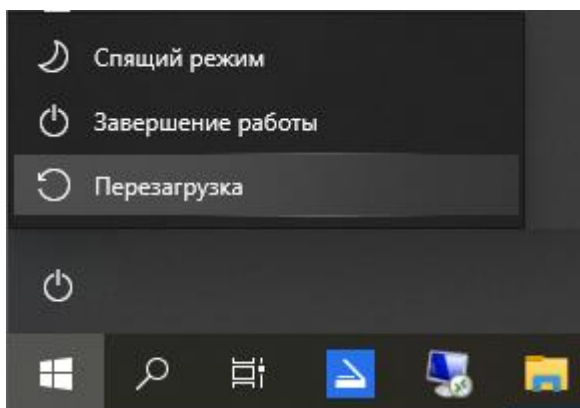 Спящий режим
Завершение работы
Перезагрузка